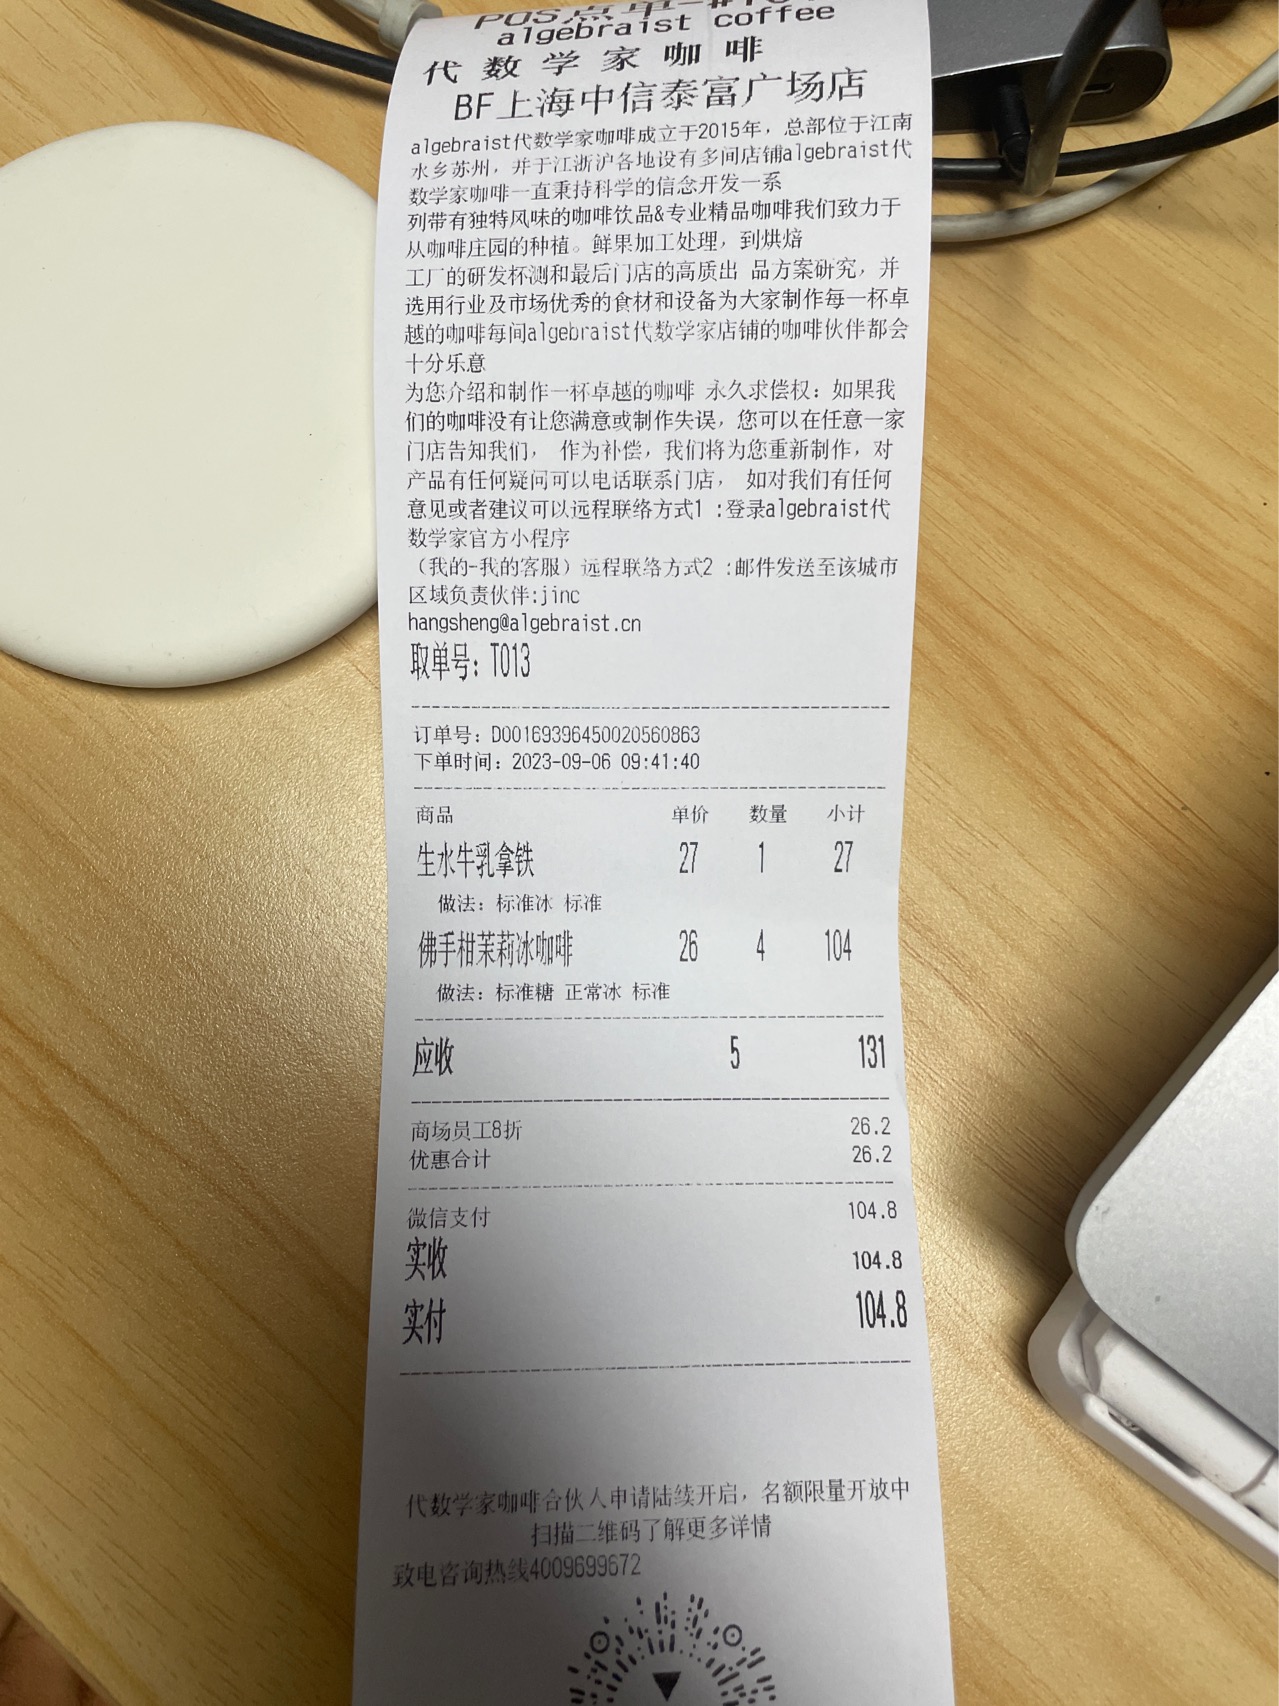 POS点单-#
algebraist coffee
代数学家咖啡
BF上海中信泰富广场店
algebraist代数学家咖啡成立于2015年，总部位于江南
水乡苏州，并于江浙沪各地设有多间店铺algebraist代
数学家咖啡一直秉持科学的信念开发一系
列带有独特风味的咖啡饮品&专业精品咖啡我们致力于
从咖啡庄园的种植。鲜果加工处理，到烘焙
工厂的研发杯测和最后门店的高质出 品方案研究，并
选用行业及市场优秀的食材和设备为大家制作每一杯卓
越的咖啡每间algebraist代数学家店铺的咖啡伙伴都会
十分乐意
为您介绍和制作一杯卓越的咖啡 永久求偿权：如果我
们的咖啡没有让您满意或制作失误，您可以在任意一家
门店告知我们， 作为补偿，我们将为您重新制作，对
产品有任何疑问可以电话联系门店， 如对我们有任何
意见或者建议可以远程联络方式1 :登录algebraist代
数学家官方小程序
（我的-我的客服）远程联络方式2 :邮件发送至该城市
区域负责伙伴:jinc
hangsheng@algebraist.cn
取单号：T013
订单号：D00169396450020560863
下单时间：2023-09-06 09:41:40
商品 单价 数量 小计
生水牛乳拿铁 27 1 27
做法：标准冰 标准
佛手柑茉莉冰咖啡 26 4 104
做法：标准糖 正常冰 标准
应收 5 131
商场员工8折 26.2
优惠合计 26.2
微信支付 104.8
实收 104.8
实付 104.8
代数学家咖啡合伙人申请陆续开启，名额限量开放中
扫描二维码了解更多详情
致电咨询热线4009699672